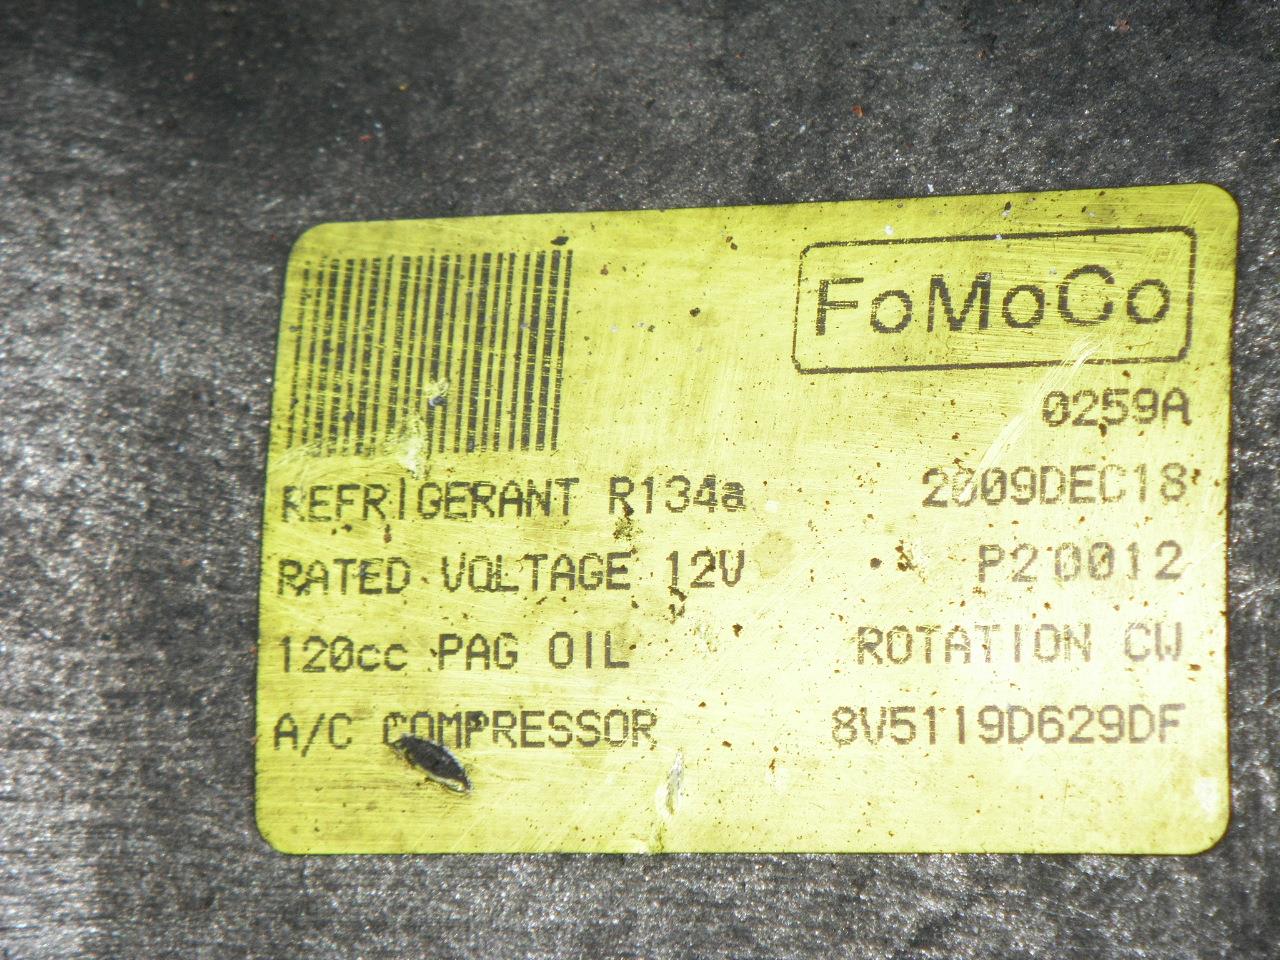 FoMoCo
0259A
REFRIGERANT R134a 2009DEC18
RATED VOLTAGE 12V P20012
120cc PAG OIL ROTATION CW
A/C COMPRESSOR 8V5119D629DF